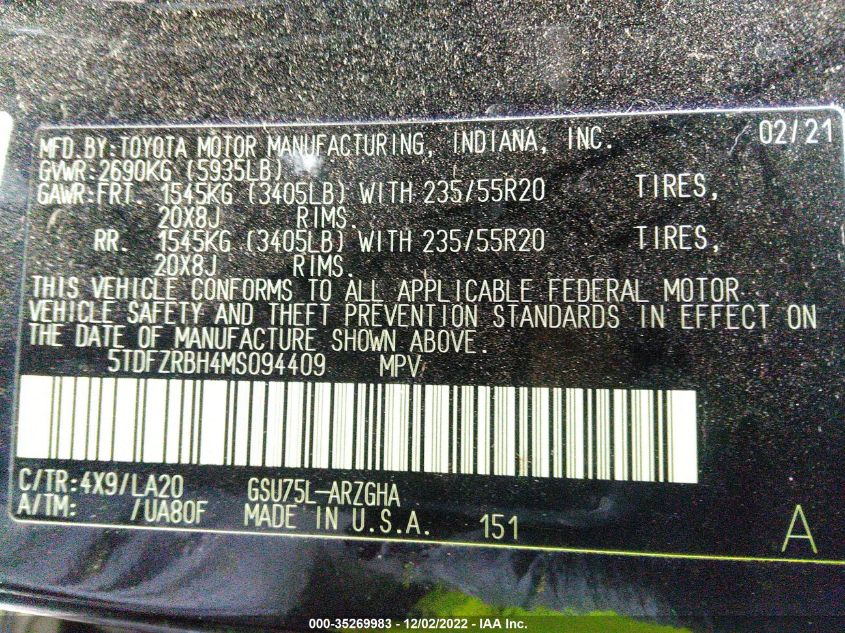 MFD. BY: TOYOTA MOTOR MANUFACTURING, INDIANA, INC. 02/21
GVWR: 2690KG (5935LB)
GAWR: FRT. 1545KG (3405LB) WITH 235/55R20 TIRES,
20X8J RIMS.
RR. 1545KG (3405LB) WITH 235/55R20 TIRES,
20X8J RIMS.
THIS VEHICLE CONFORMS TO ALL APPLICABLE FEDERAL MOTOR
VEHICLE SAFETY AND THEFT PREVENTION STANDARDS IN EFFECT ON
THE DATE OF MANUFACTURE SHOWN ABOVE.
5TDFZRBH4MS094409 MPV
C/TR: 4X9/LA20 GSU75L-ARZGHA
A/TM: /UA80F MADE IN U.S.A. 151 A
000-35269983 - 12/02/2022 - IAA Inc.